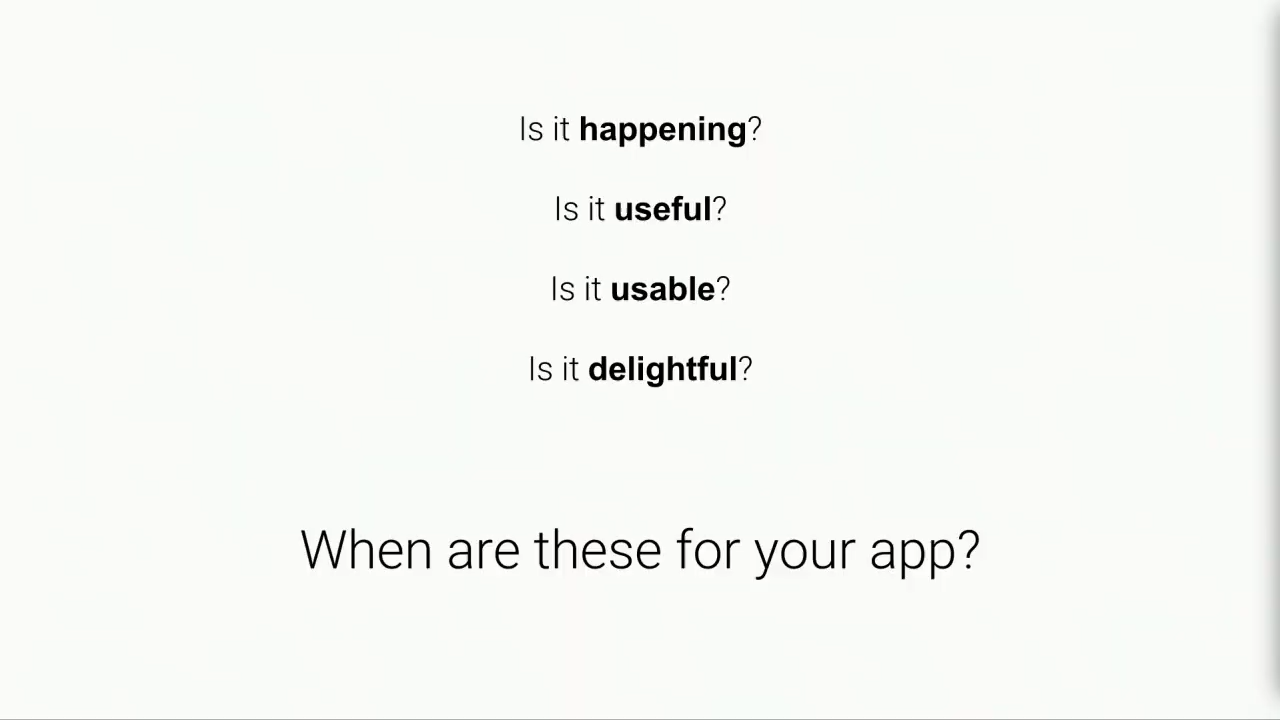 Is it happening?
Is it useful?
Is it usable?
Is it delightful?
When are these for your app?